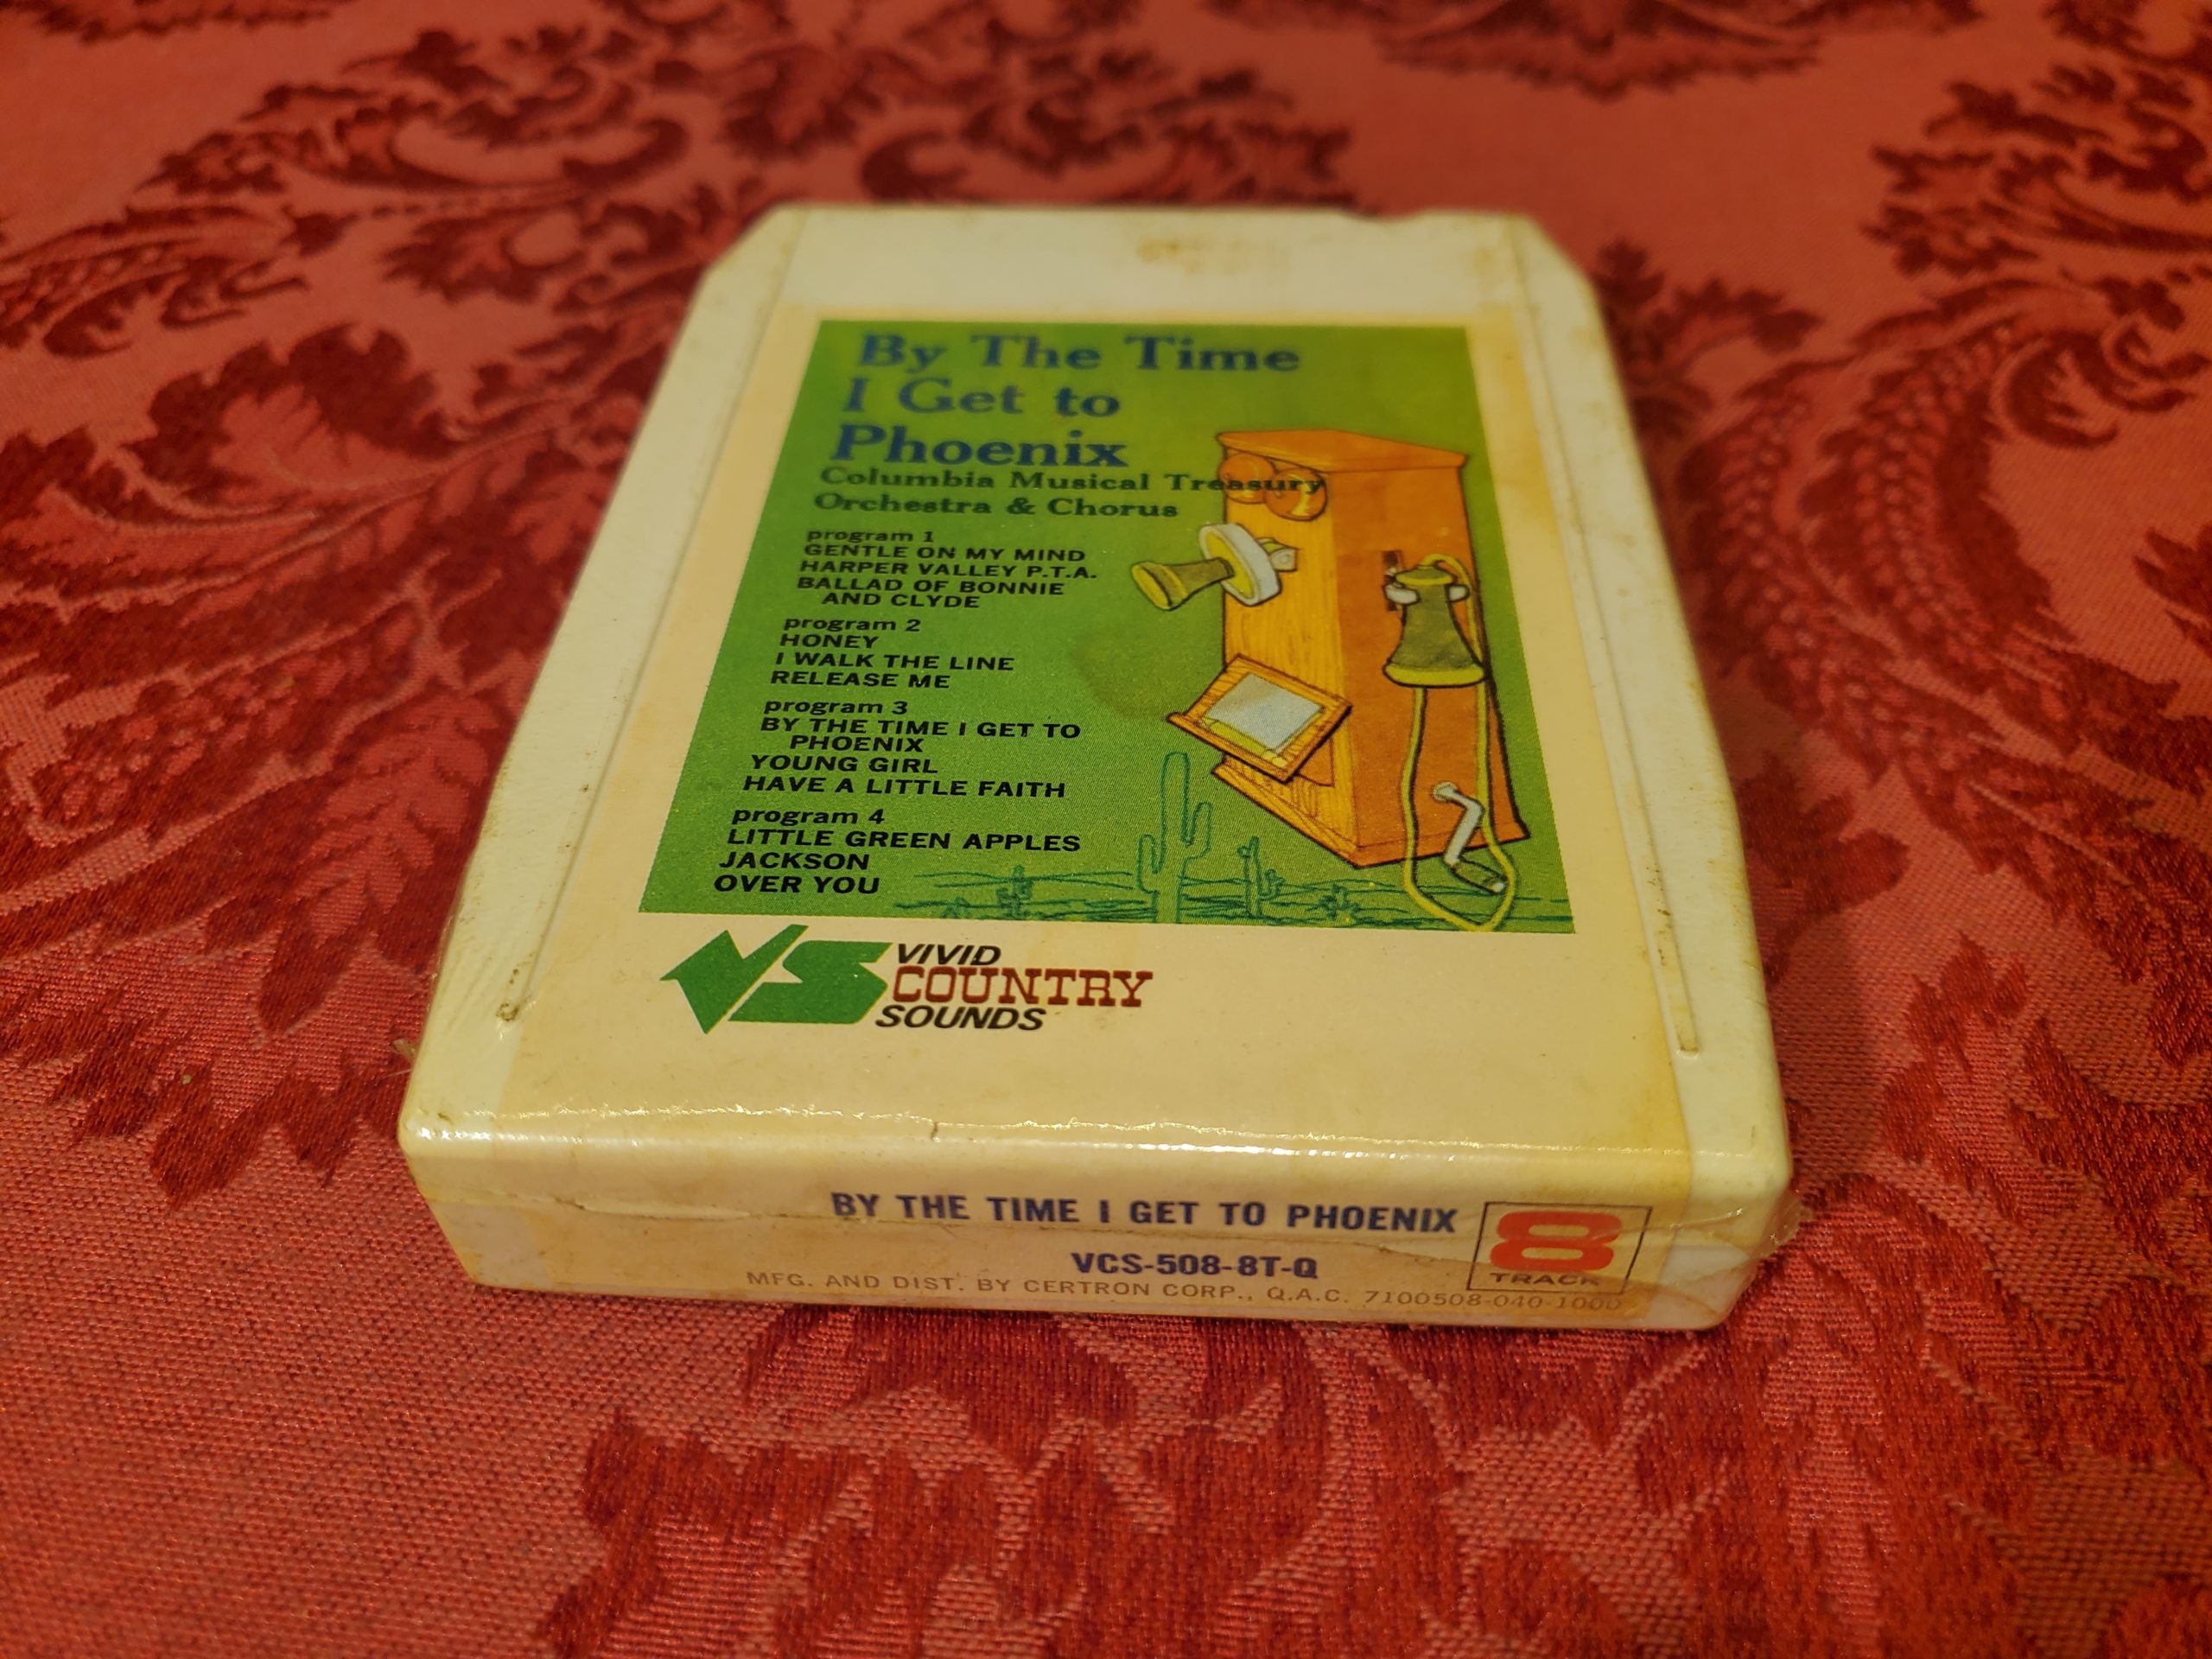 By The Time
I Get to
Phoenix
Columbia Musical Treasury
Orchestra & Chorus
program 1
GENTLE ON MY MIND
HARPER VALLEY P.T.A.
BALLAD OF BONNIE
AND CLYDE
program 2
HONEY
I WALK THE LINE
RELEASE ME
program 3
BY THE TIME I GET TO
PHOENIX
YOUNG GIRL
HAVE A LITTLE FAITH
program 4
LITTLE GREEN APPLES
JACKSON
OVER YOU
VS
VIVID
COUNTRY
SOUNDS
BY THE TIME I GET TO PHOENIX
VCS-508-8T-Q
8
TRACK
MFG. AND DIST. BY CERTRON CORP., Q.A.C. 7100508-040-1000